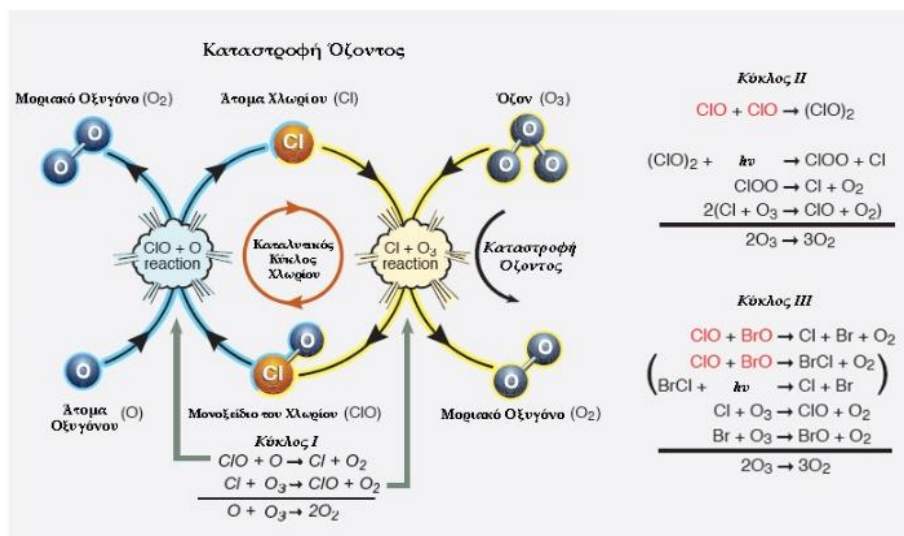 Καταστροφή Όζοντος
Μοριακό Οξυγόνο (O₂)
Άτομα Χλωρίου (Cl)
Όζον (O₃)
O
O
Cl
O
O
O
ClO + O
reaction
Καταλυτικός
Κύκλος
Χλωρίου
Cl + O₃
reaction
Καταστροφή
Όζοντος
O
Cl
O
O
O
Άτομα
Οξυγόνου (O)
Μονοξείδιο του Χλωρίου (ClO)
Μοριακό Οξυγόνο (O₂)
Κύκλος I
ClO + O → Cl + O₂
Cl + O₃ → ClO + O₂
O + O₃ → 2O₂
Κύκλος II
ClO + ClO → (ClO)₂
(ClO)₂ + hv → ClOO + Cl
ClOO → Cl + O₂
2(Cl + O₃ → ClO + O₂)
2O₃ → 3O₂
Κύκλος III
ClO + BrO → Cl + Br + O₂
(ClO + BrO → BrCl + O₂
BrCl + hv → Cl + Br)
Cl + O₃ → ClO + O₂
Br + O₃ → BrO + O₂
2O₃ → 3O₂